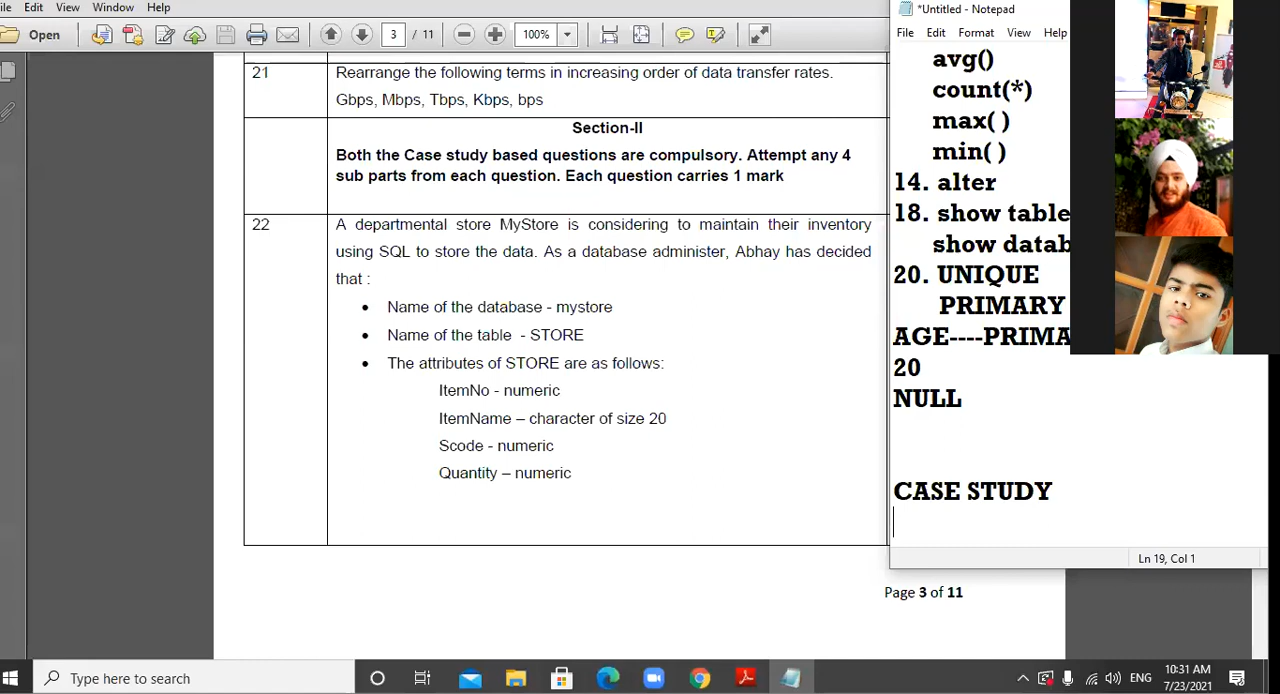 ile Edit View Window Help
Open
3 / 11
100%
21
Rearrange the following terms in increasing order of data transfer rates.
Gbps, Mbps, Tbps, Kbps, bps
Section-II
Both the Case study based questions are compulsory. Attempt any 4
sub parts from each question. Each question carries 1 mark
22
A departmental store MyStore is considering to maintain their inventory
using SQL to store the data. As a database administer, Abhay has decided
that :
• Name of the database - mystore
• Name of the table - STORE
• The attributes of STORE are as follows:
ItemNo - numeric
ItemName – character of size 20
Scode - numeric
Quantity – numeric
Page 3 of 11
*Untitled - Notepad
File Edit Format View Help
avg()
count(*)
max( )
min( )
14. alter
18. show table
show datab
20. UNIQUE
PRIMARY
AGE----PRIMA
20
NULL
CASE STUDY
Ln 19, Col 1
Type here to search
ENG
10:31 AM
7/23/2021